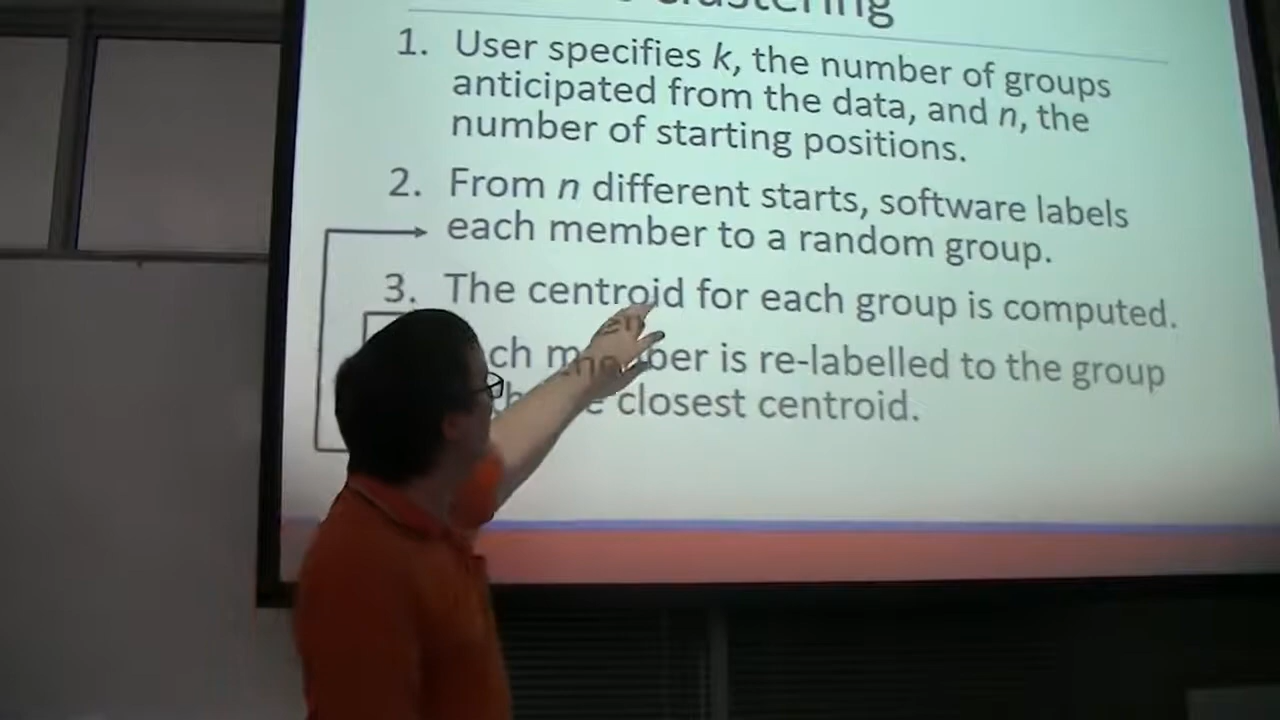 clustering
1. User specifies k, the number of groups
anticipated from the data, and n, the
number of starting positions.
2. From n different starts, software labels
each member to a random group.
3. The centroid for each group is computed.
is re-labelled to the group
closest centroid.